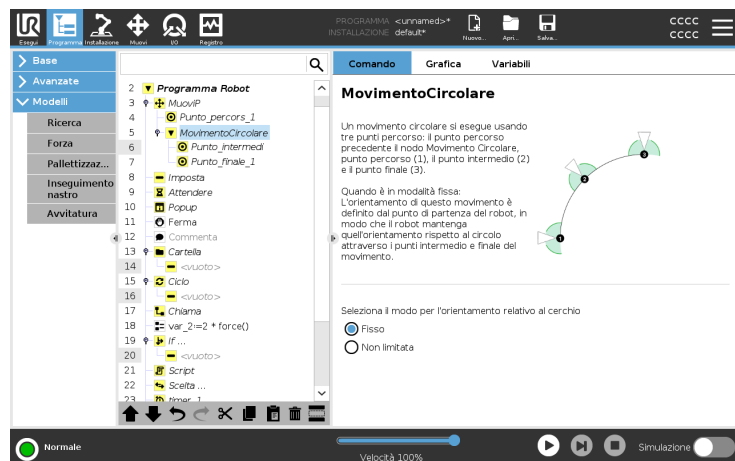 PROGRAMMA <unnamed>*
INSTALLAZIONE default*
UR
Esegui
Programma
Installazione
Muovi
I/O
Registro
Nuovo...
Apri...
Salva...
CCCC
CCCC
Base
Avanzate
Modelli
Ricerca
Forza
Pallettizzaz...
Inseguimento
nastro
Avvitatura
2 Programma Robot
3 MuoviP
4 Punto_percors_1
5 MovimentoCircolare
6 Punto_intermedi
7 Punto_finale_1
8 Imposta
9 Attendere
10 Popup
11 Ferma
12 Commenta
13 Cartella
14 <vuoto>
15 Ciclo
16 <vuoto>
17 Chiama
18 var_2:=2 * force()
19 If ...
20 <vuoto>
21 Script
22 Scelta ...
23 timer_1
Comando
Grafica
Variabili
MovimentoCircolare
Un movimento circolare si esegue usando
tre punti percorso: il punto percorso
precedente il nodo Movimento Circolare,
punto percorso (1), il punto intermedio (2)
e il punto finale (3).
Quando è in modalità fissa:
L'orientamento di questo movimento è
definito dal punto di partenza del robot, in
modo che il robot mantenga
quell'orientamento rispetto al circolo
attraverso i punti intermedio e finale del
movimento.
1
2
3
Seleziona il modo per l'orientamento relativo al cerchio
Fisso
Non limitata
Normale
Velocità 100%
Simulazione